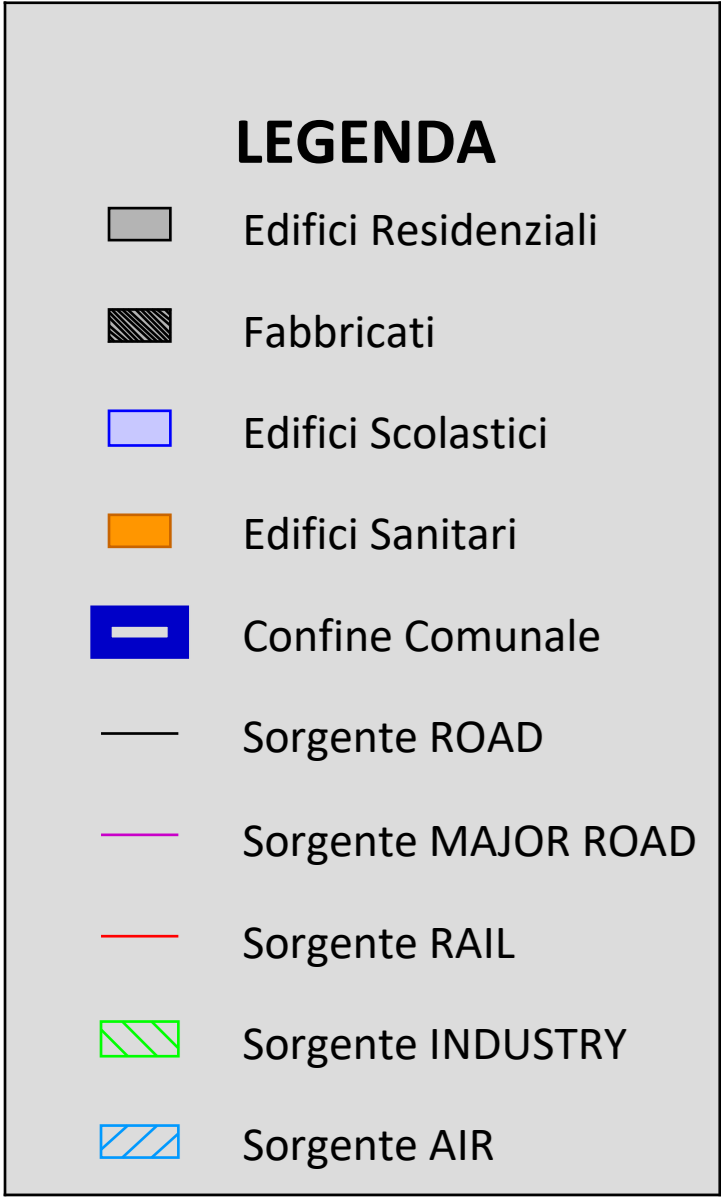 LEGENDA
Edifici Residenziali
Fabbricati
Edifici Scolastici
Edifici Sanitari
Confine Comunale
Sorgente ROAD
Sorgente MAJOR ROAD
Sorgente RAIL
Sorgente INDUSTRY
Sorgente AIR